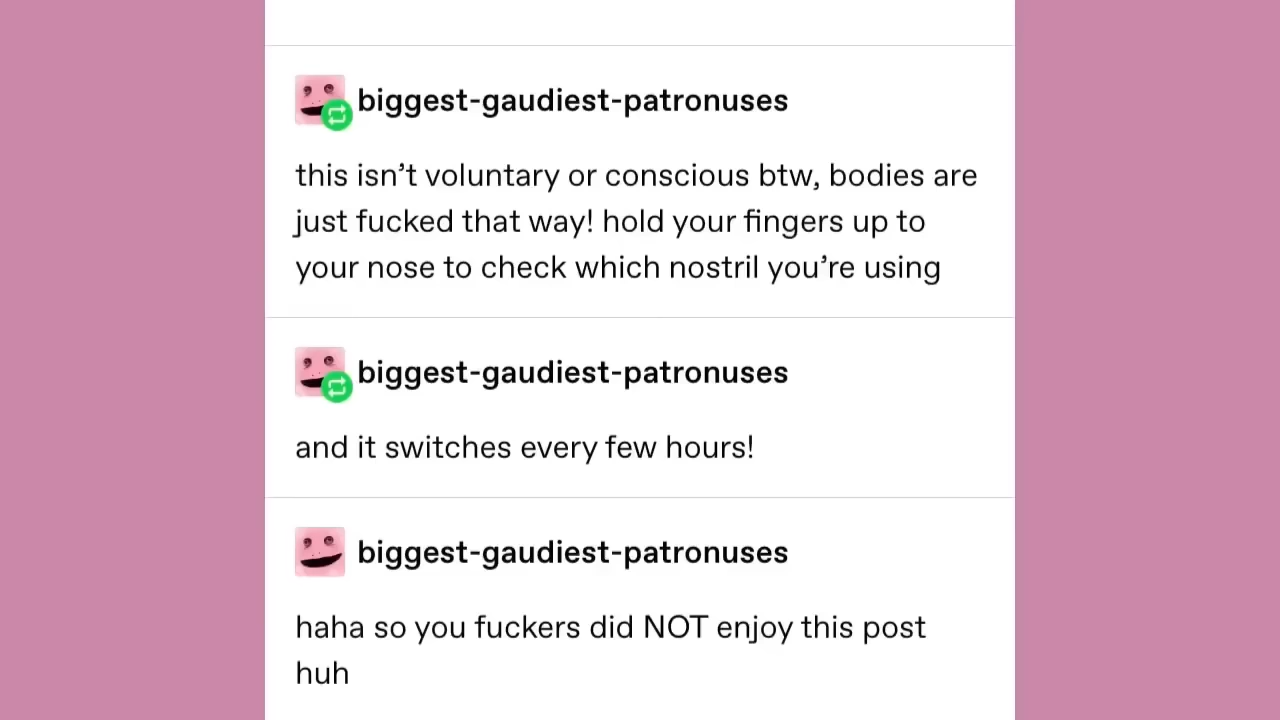 biggest-gaudiest-patronuses
this isn’t voluntary or conscious btw, bodies are
just fucked that way! hold your fingers up to
your nose to check which nostril you’re using
biggest-gaudiest-patronuses
and it switches every few hours!
biggest-gaudiest-patronuses
haha so you fuckers did NOT enjoy this post
huh